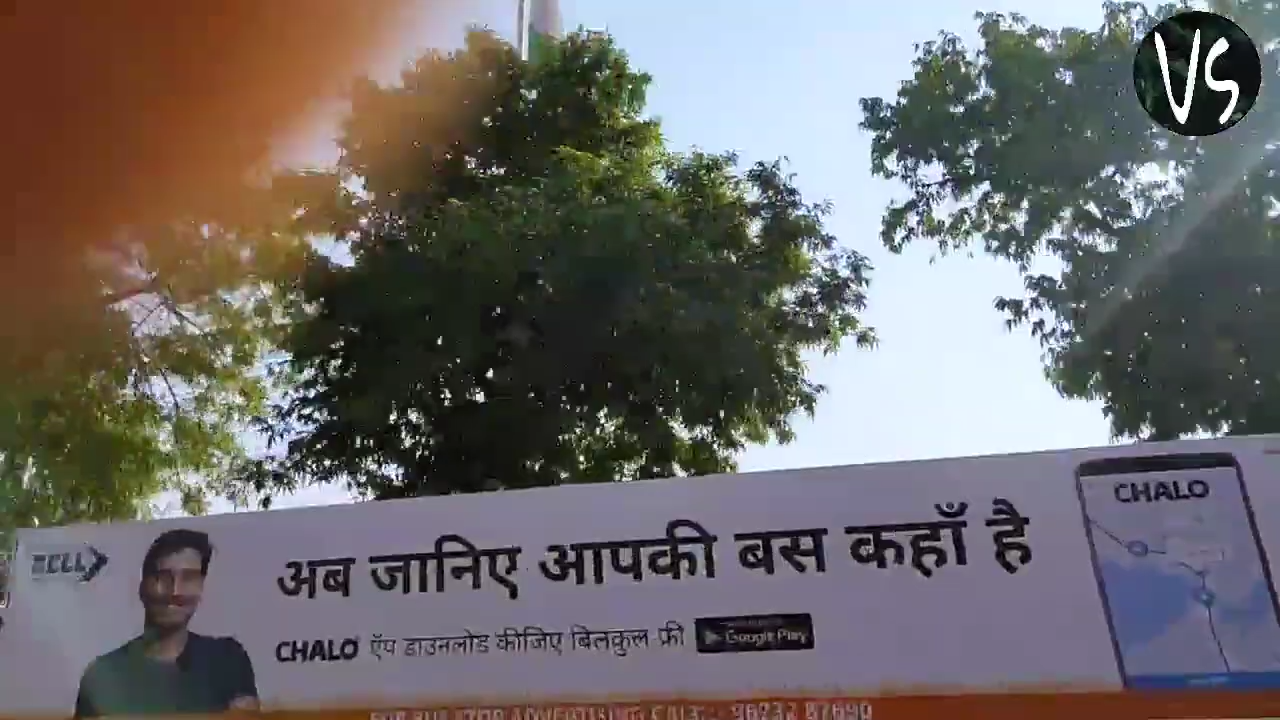 VS
अब जानिए आपकी बस कहाँ है
CHALO
CHALO ऍप डाउनलोड कीजिए बिलकुल फ्री
Google Play